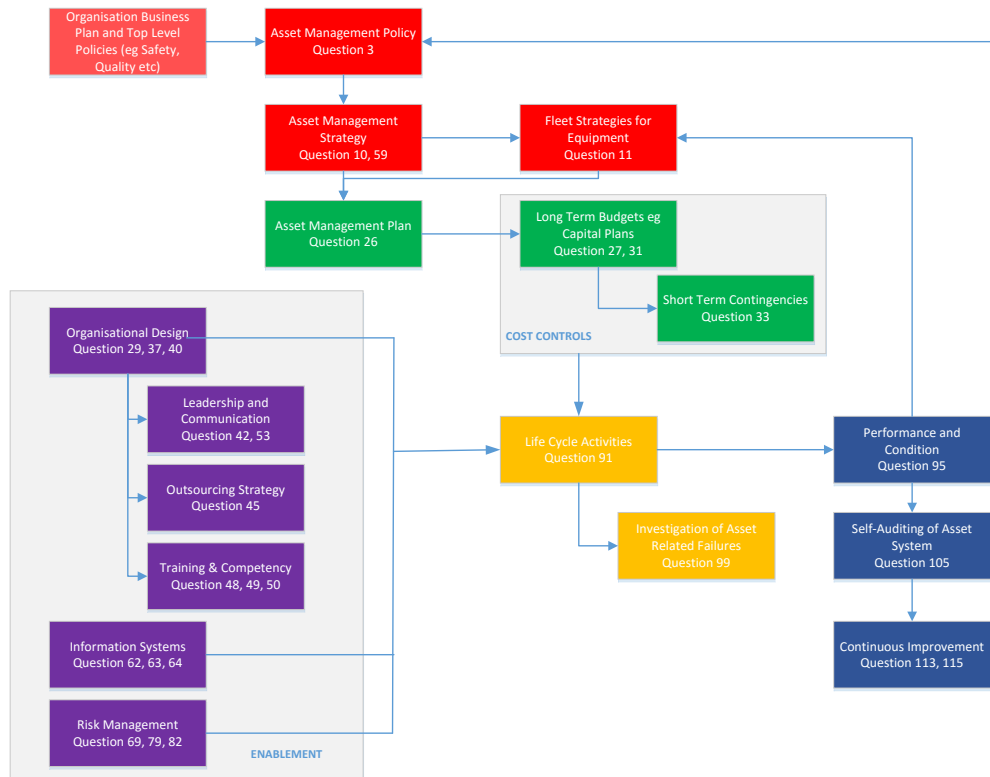 Organisation Business
Plan and Top Level
Policies (eg Safety,
Quality etc)
Asset Management Policy
Question 3
Asset Management
Strategy
Question 10, 59
Fleet Strategies for
Equipment
Question 11
Asset Management Plan
Question 26
Long Term Budgets eg
Capital Plans
Question 27, 31
Short Term Contingencies
Question 33
COST CONTROLS
Organisational Design
Question 29, 37, 40
Leadership and
Communication
Question 42, 53
Outsourcing Strategy
Question 45
Training & Competency
Question 48, 49, 50
Information Systems
Question 62, 63, 64
Risk Management
Question 69, 79, 82
ENABLEMENT
Life Cycle Activities
Question 91
Investigation of Asset
Related Failures
Question 99
Performance and
Condition
Question 95
Self-Auditing of Asset
System
Question 105
Continuous Improvement
Question 113, 115